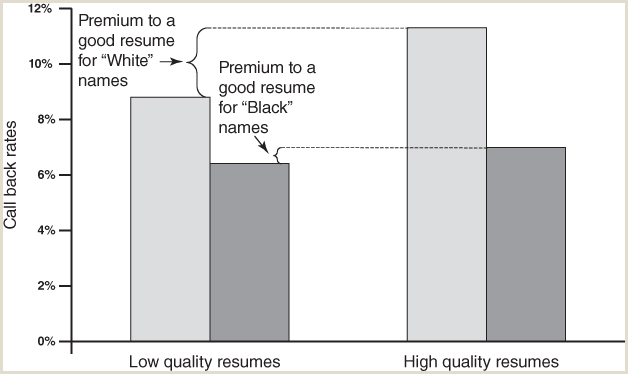 12%
Premium to a
good resume
for “White”
names
10%
Premium to a
good resume
for “Black”
names
8%
6%
4%
2%
0%
Call back rates
Low quality resumes
High quality resumes